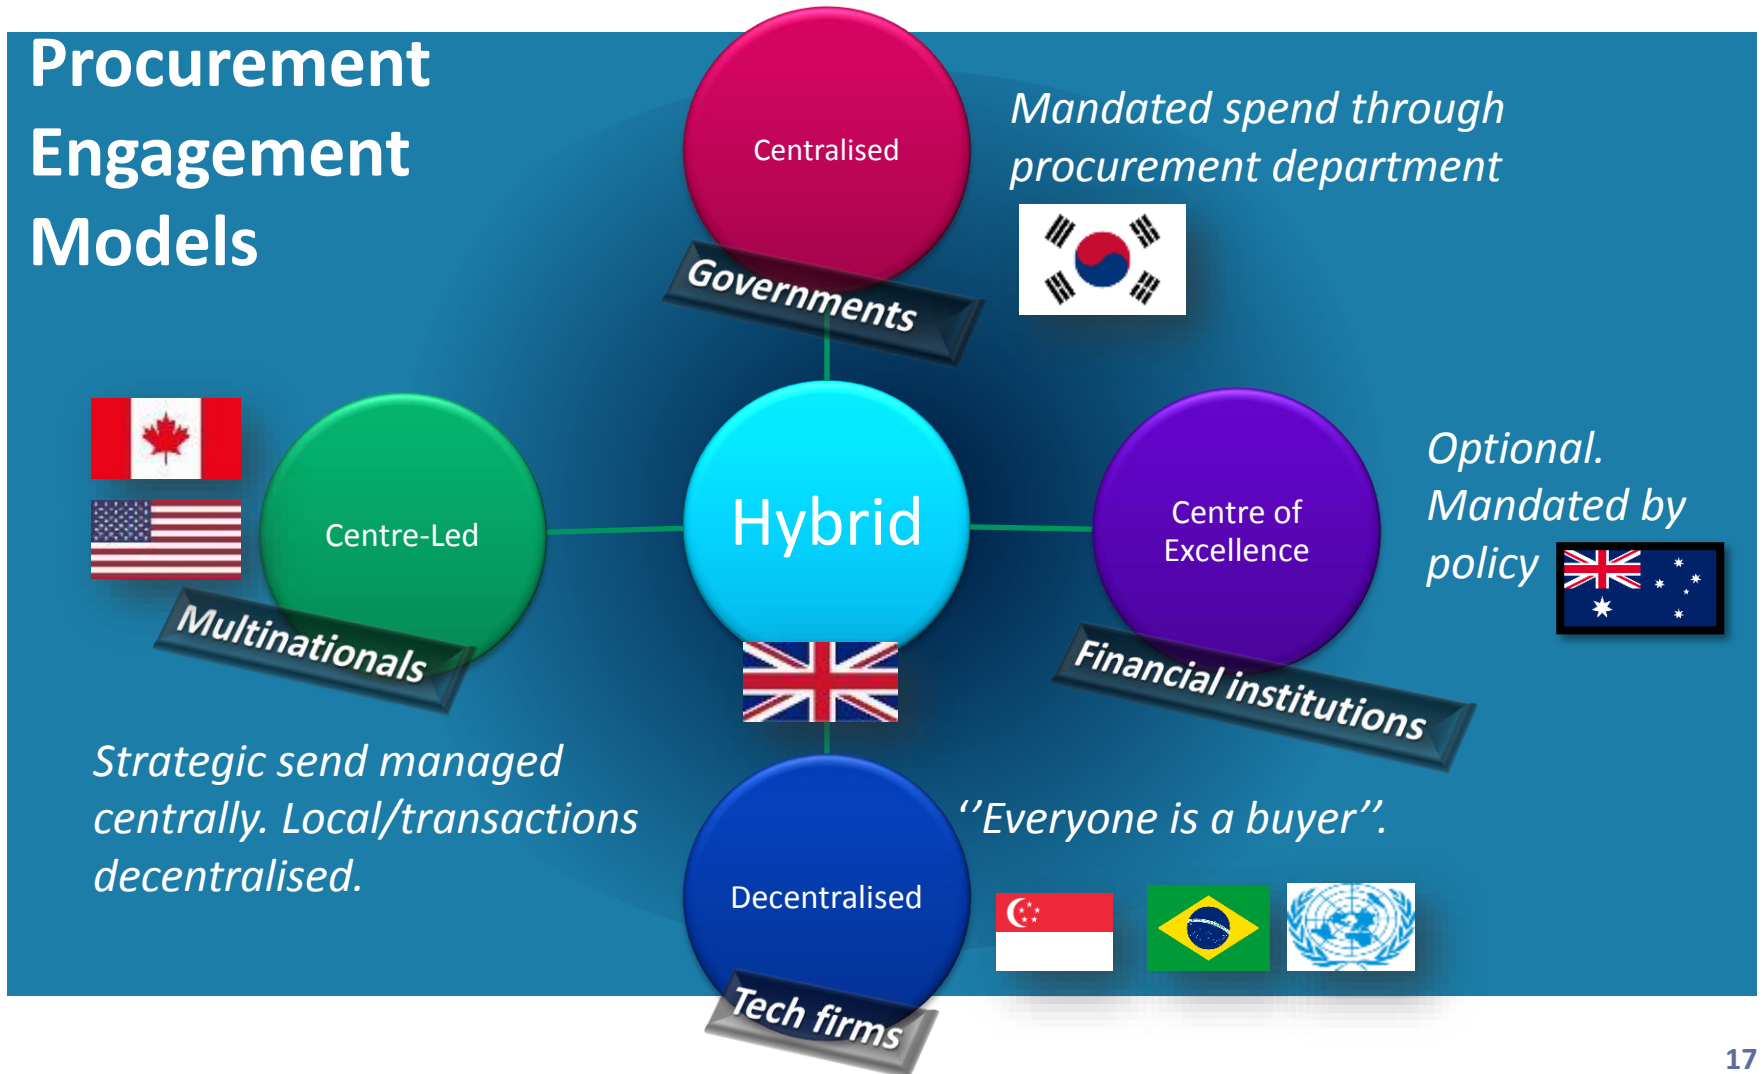 Procurement
Engagement
Models
Centralised
Governments
Mandated spend through
procurement department
Centre-Led
Multinationals
Strategic send managed
centrally. Local/transactions
decentralised.
Hybrid
Centre of
Excellence
Financial institutions
Optional.
Mandated by
policy
Decentralised
Tech firms
‘’Everyone is a buyer’’.
17